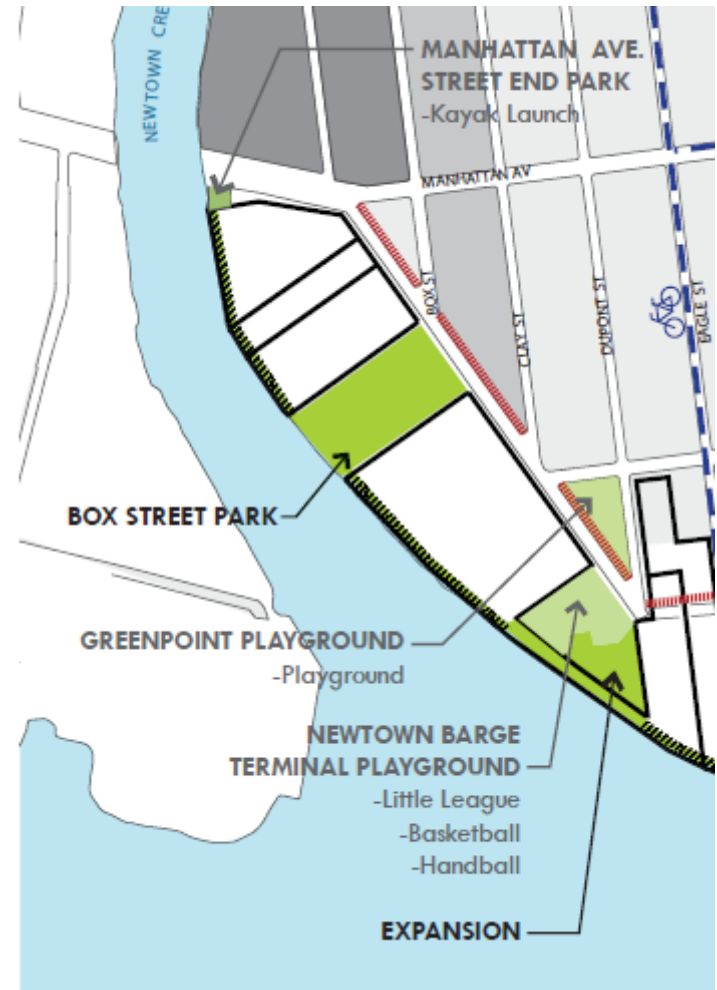 NEWTOWN CRE
MANHATTAN AVE.
STREET END PARK
-Kayak Launch
MANHATTAN AV
BOX ST
CLAY ST
DUPONT ST
EAGLE ST
BOX STREET PARK
GREENPOINT PLAYGROUND
-Playground
NEWTOWN BARGE
TERMINAL PLAYGROUND
-Little League
-Basketball
-Handball
EXPANSION